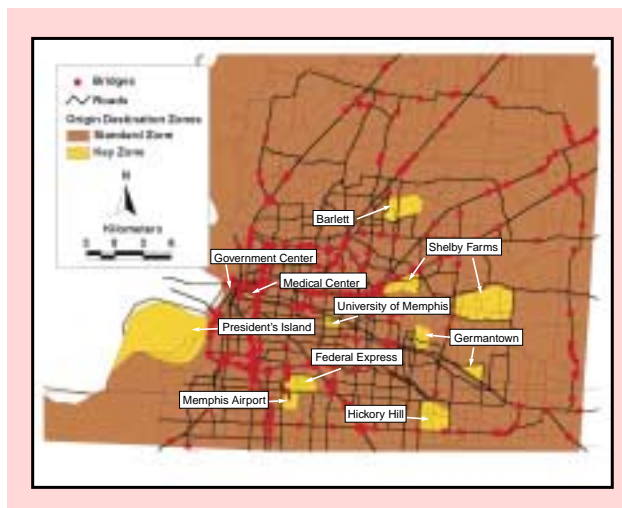 Bridges
Roads
Origin Destination Zones
Standard Zone
Key Zone
N
Kilometers
Barlett
Shelby Farms
Government Center
Medical Center
University of Memphis
President's Island
Germantown
Federal Express
Memphis Airport
Hickory Hill